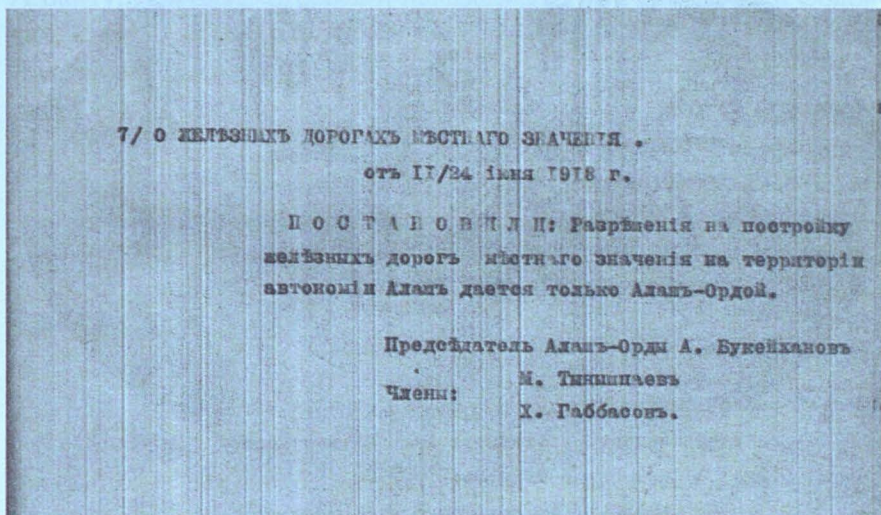 7/ О ЖЕЛѢЗНЫХЪ ДОРОГАХЪ МѢСТНАГО ЗНАЧЕНІЯ .
отъ II/24 іюня I9I8 г.
П О С Т А Н О В И Л И: Разрѣшенія на постройку
желѣзныхъ дорогъ мѣстнаго значенія на территоріи
автономіи Алашъ дается только Алашъ-Ордой.
Предсѣдатель Алашъ-Орды А. Букейхановъ
Члены:
М. Тынышпаевъ
Х. Габбасовъ.